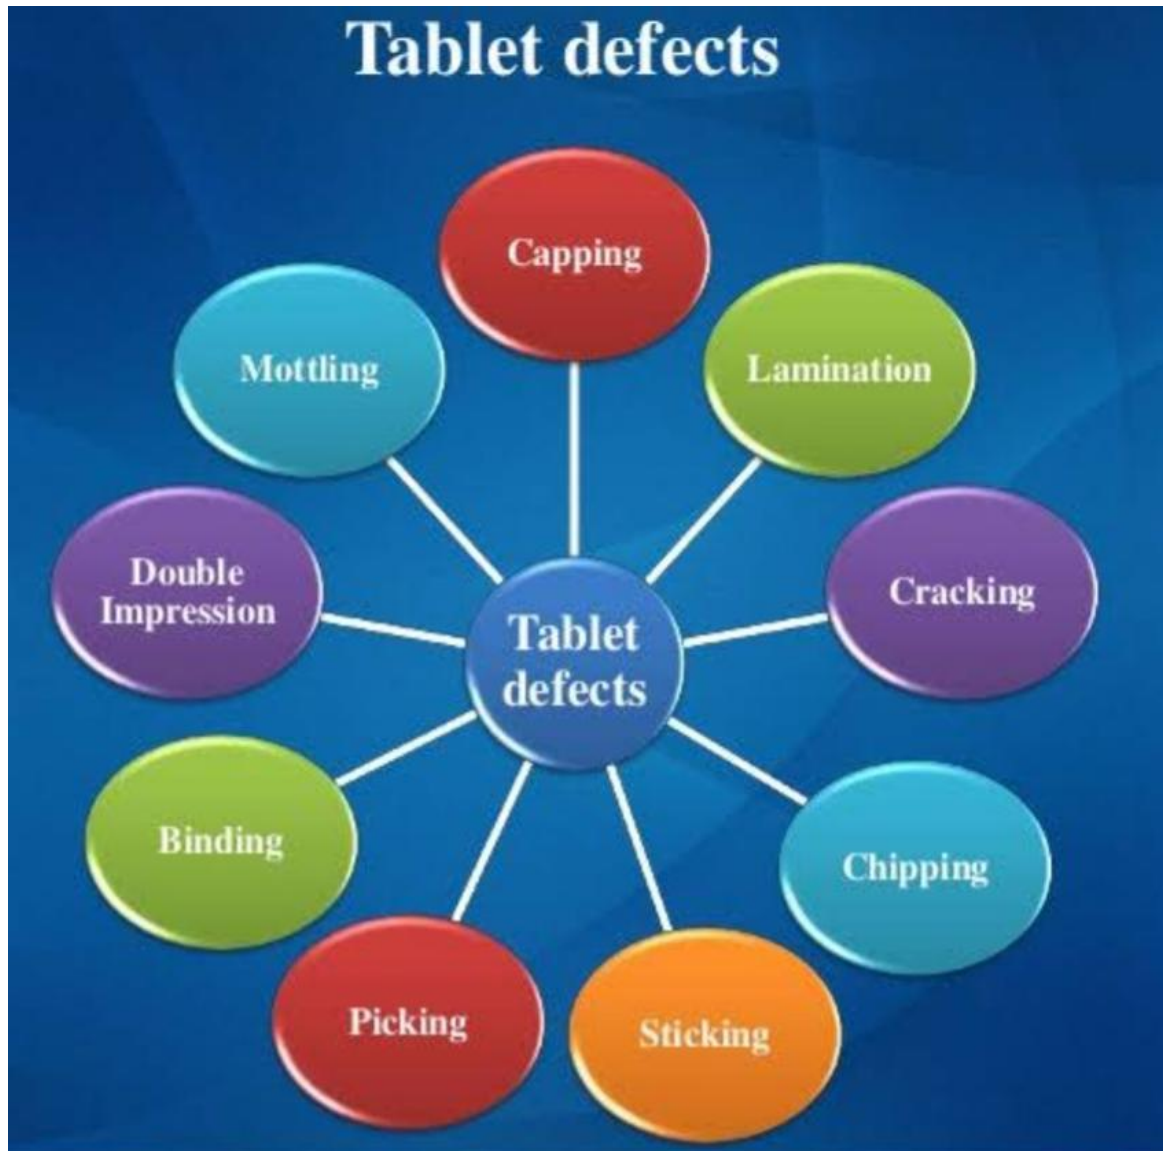 Tablet defects
Capping
Lamination
Cracking
Chipping
Sticking
Picking
Binding
Double
Impression
Mottling
Tablet
defects